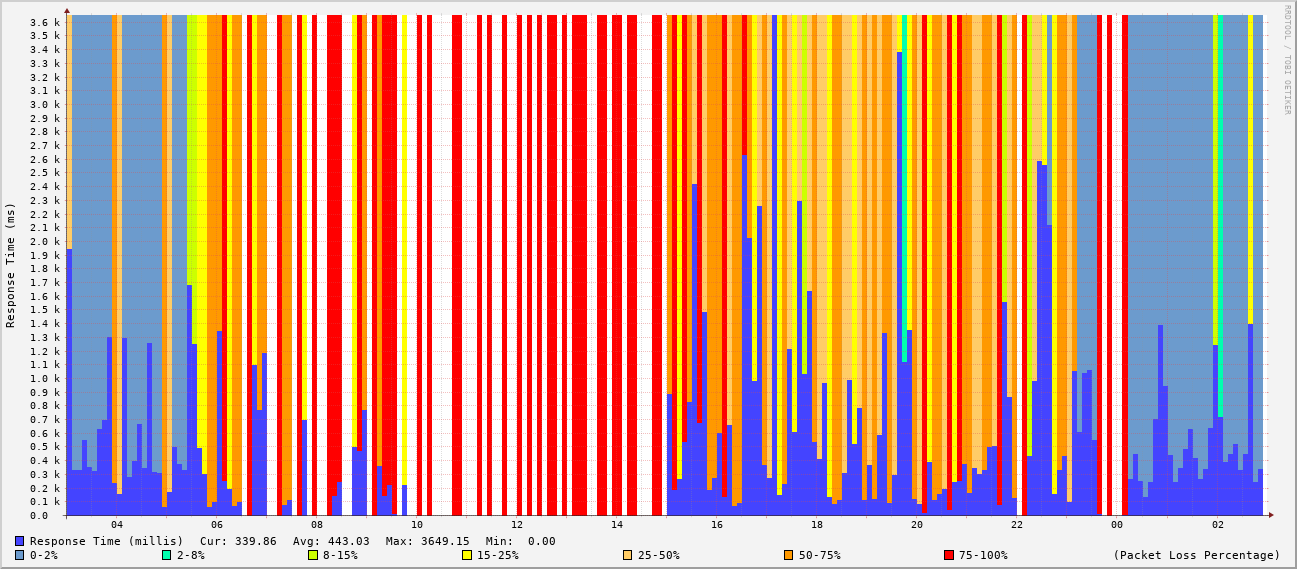 3.6 k
3.5 k
3.4 k
3.3 k
3.2 k
3.1 k
3.0 k
2.9 k
2.8 k
2.7 k
2.6 k
2.5 k
2.4 k
2.3 k
2.2 k
2.1 k
2.0 k
1.9 k
1.8 k
1.7 k
1.6 k
1.5 k
1.4 k
1.3 k
1.2 k
1.1 k
1.0 k
0.9 k
0.8 k
0.7 k
0.6 k
0.5 k
0.4 k
0.3 k
0.2 k
0.1 k
0.0
Response Time (ms)
RRDTOOL / TOBI OETIKER
04 06 08 10 12 14 16 18 20 22 00 02
Response Time (millis) Cur: 339.86 Avg: 443.03 Max: 3649.15 Min: 0.00
0-2% 2-8% 8-15% 15-25% 25-50% 50-75% 75-100% (Packet Loss Percentage)